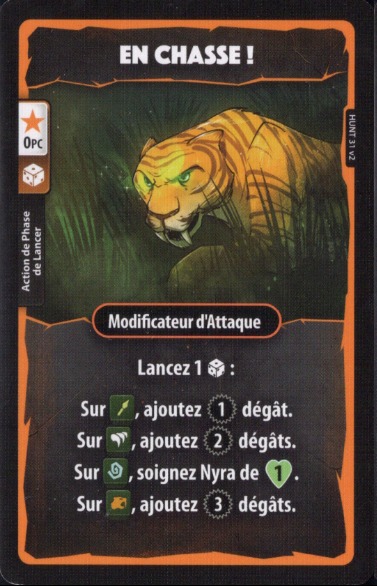 EN CHASSE !
0PC
HUNT 31 v2
Action de Phase
de Lancer
Modificateur d'Attaque
Lancez 1 :
Sur , ajoutez 1 dégât.
Sur , ajoutez 2 dégâts.
Sur , soignez Nyra de 1 .
Sur , ajoutez 3 dégâts.